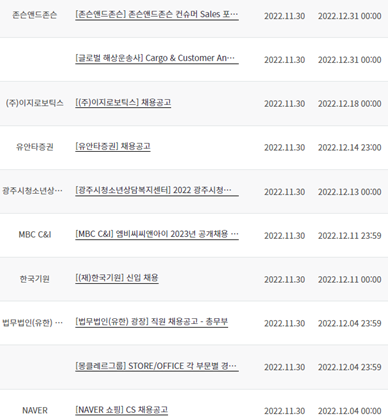 존슨앤드존슨 [존슨앤드존슨] 존슨앤드존슨 컨슈머 Sales 포… 2022.11.30 2022.12.31 00:00
[글로벌 해상운송사] Cargo & Customer An… 2022.11.30 2022.12.31 00:00
(주)이지로보틱스 [(주)이지로보틱스] 채용공고 2022.11.30 2022.12.18 00:00
유안타증권 [유안타증권] 채용공고 2022.11.30 2022.12.14 23:00
광주시청소년상… [광주시청소년상담복지센터] 2022 광주시청… 2022.11.30 2022.12.13 00:00
MBC C&I [MBC C&I] 엠비씨씨앤아이 2023년 공개채용 … 2022.11.30 2022.12.11 23:59
한국기원 [(재)한국기원] 신입 채용 2022.11.30 2022.12.11 00:00
법무법인(유한) … [법무법인(유한) 광장] 직원 채용공고 - 총무부 2022.11.30 2022.12.04 23:59
[몽클레르그룹] STORE/OFFICE 각 부문별 경… 2022.11.30 2022.12.04 23:59
NAVER [NAVER 쇼핑] CS 채용공고 2022.11.30 2022.12.04 00:00